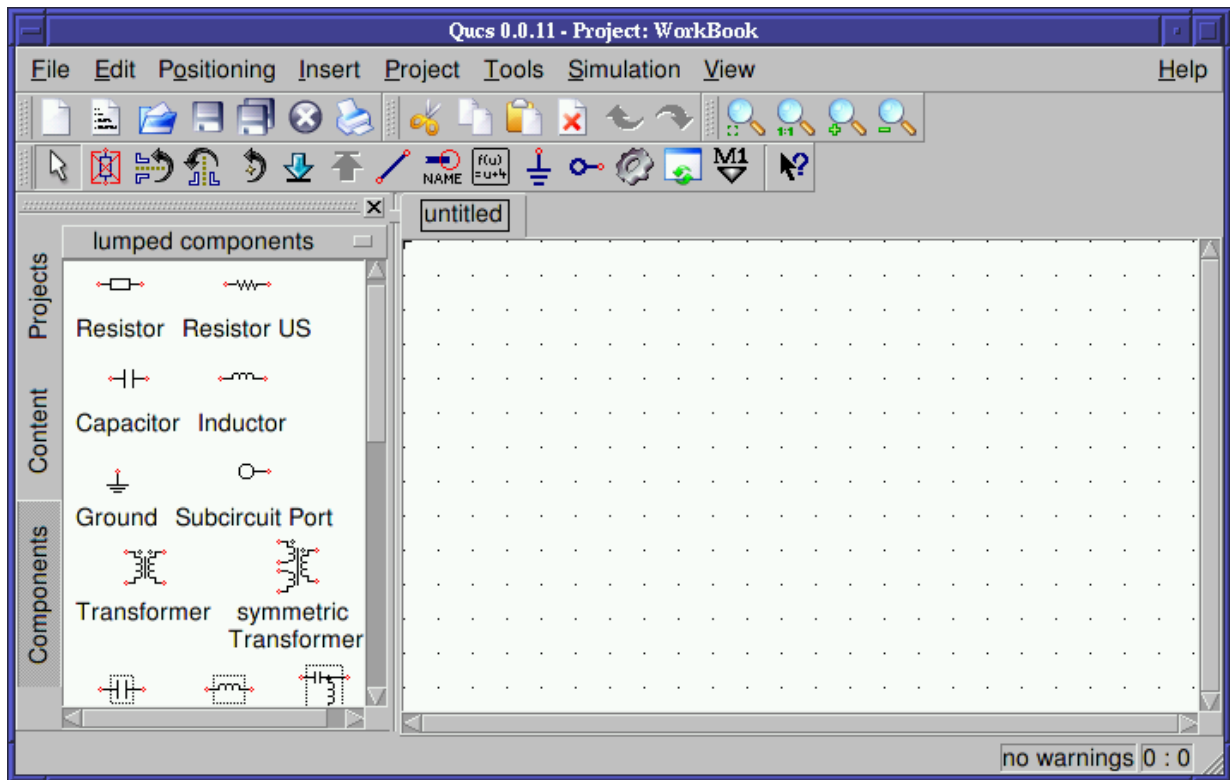 Qucs 0.0.11 - Project: WorkBook
File Edit Positioning Insert Project Tools Simulation View Help
1:1
NAME f(u) =u+4 M1 ?
untitled
lumped components
Projects
Content
Components
Resistor Resistor US
Capacitor Inductor
Ground Subcircuit Port
Transformer symmetric
Transformer
no warnings 0 : 0